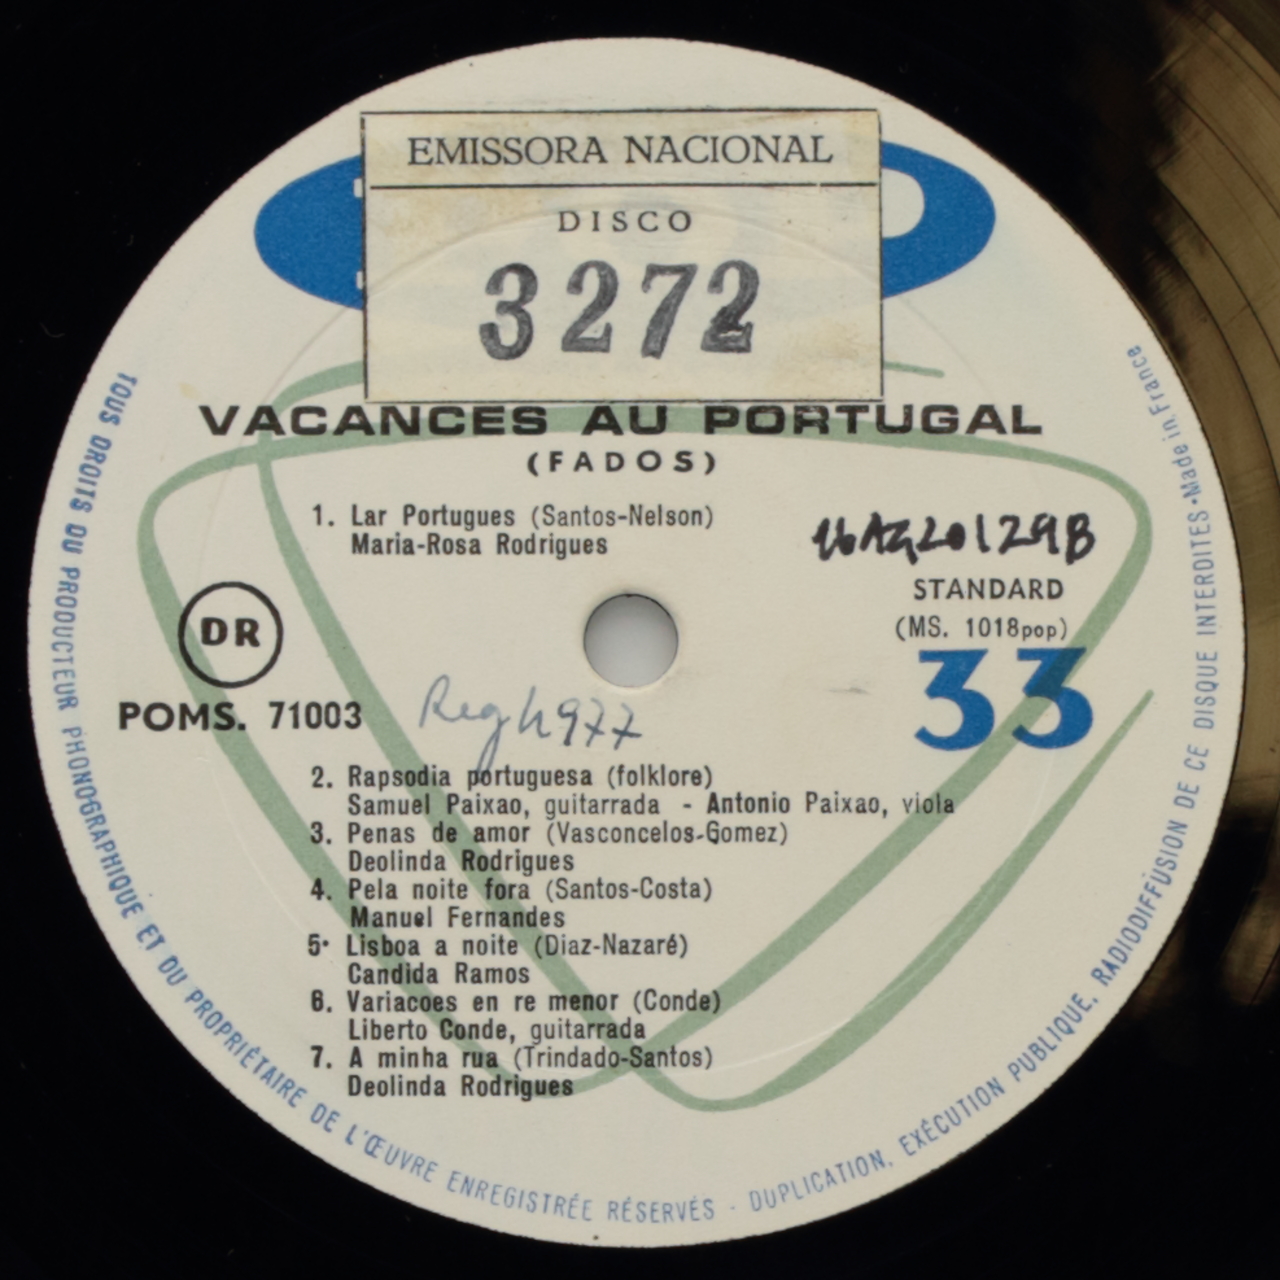 EMISSORA NACIONAL
DISCO
3272
VACANCES AU PORTUGAL
(FADOS)
1. Lar Portugues (Santos-Nelson)
Maria-Rosa Rodrigues
STANDARD
(MS. 1018pop)
33
DR
POMS. 71003
2. Rapsodia portuguesa (folklore)
Samuel Paixao, guitarrada - Antonio Paixao, viola
3. Penas de amor (Vasconcelos-Gomez)
Deolinda Rodrigues
4. Pela noite fora (Santos-Costa)
Manuel Fernandes
5· Lisboa a noite (Diaz-Nazaré)
Candida Ramos
6. Variacoes en re menor (Conde)
Liberto Conde, guitarrada
7. A minha rua (Trindado-Santos)
Deolinda Rodrigues
TOUS DROITS DU PRODUCTEUR PHONOGRAPHIQUE ET DU PROPRIÉTAIRE DE L'ŒUVRE ENREGISTRÉE RÉSERVÉS - DUPLICATION, EXÉCUTION PUBLIQUE, RADIODIFFUSION DE CE DISQUE INTERDITES • Made in France